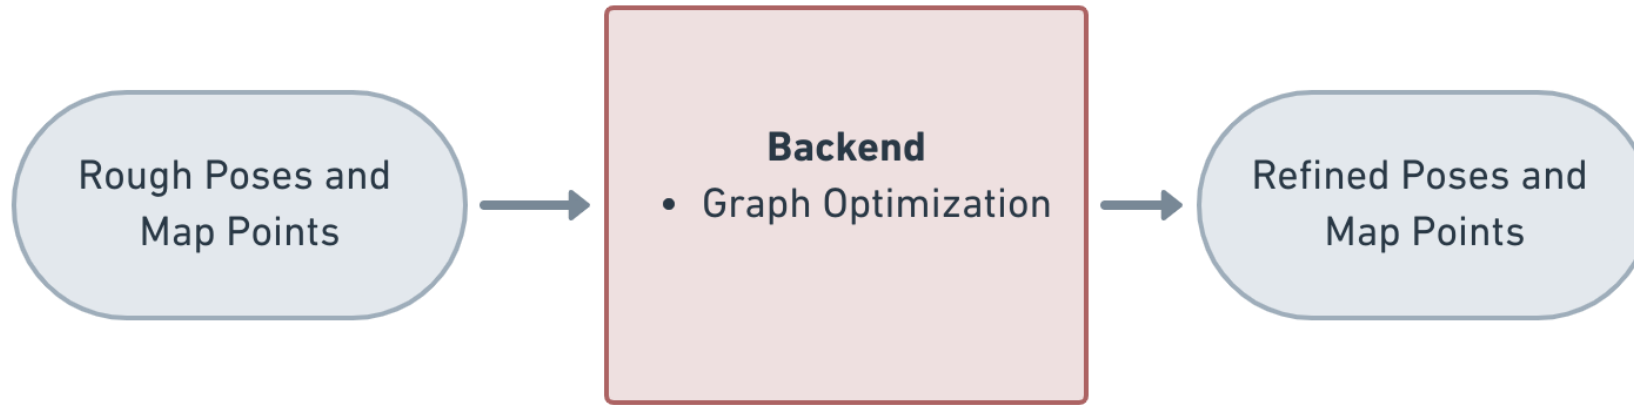 Rough Poses and
Map Points
Backend
• Graph Optimization
Refined Poses and
Map Points